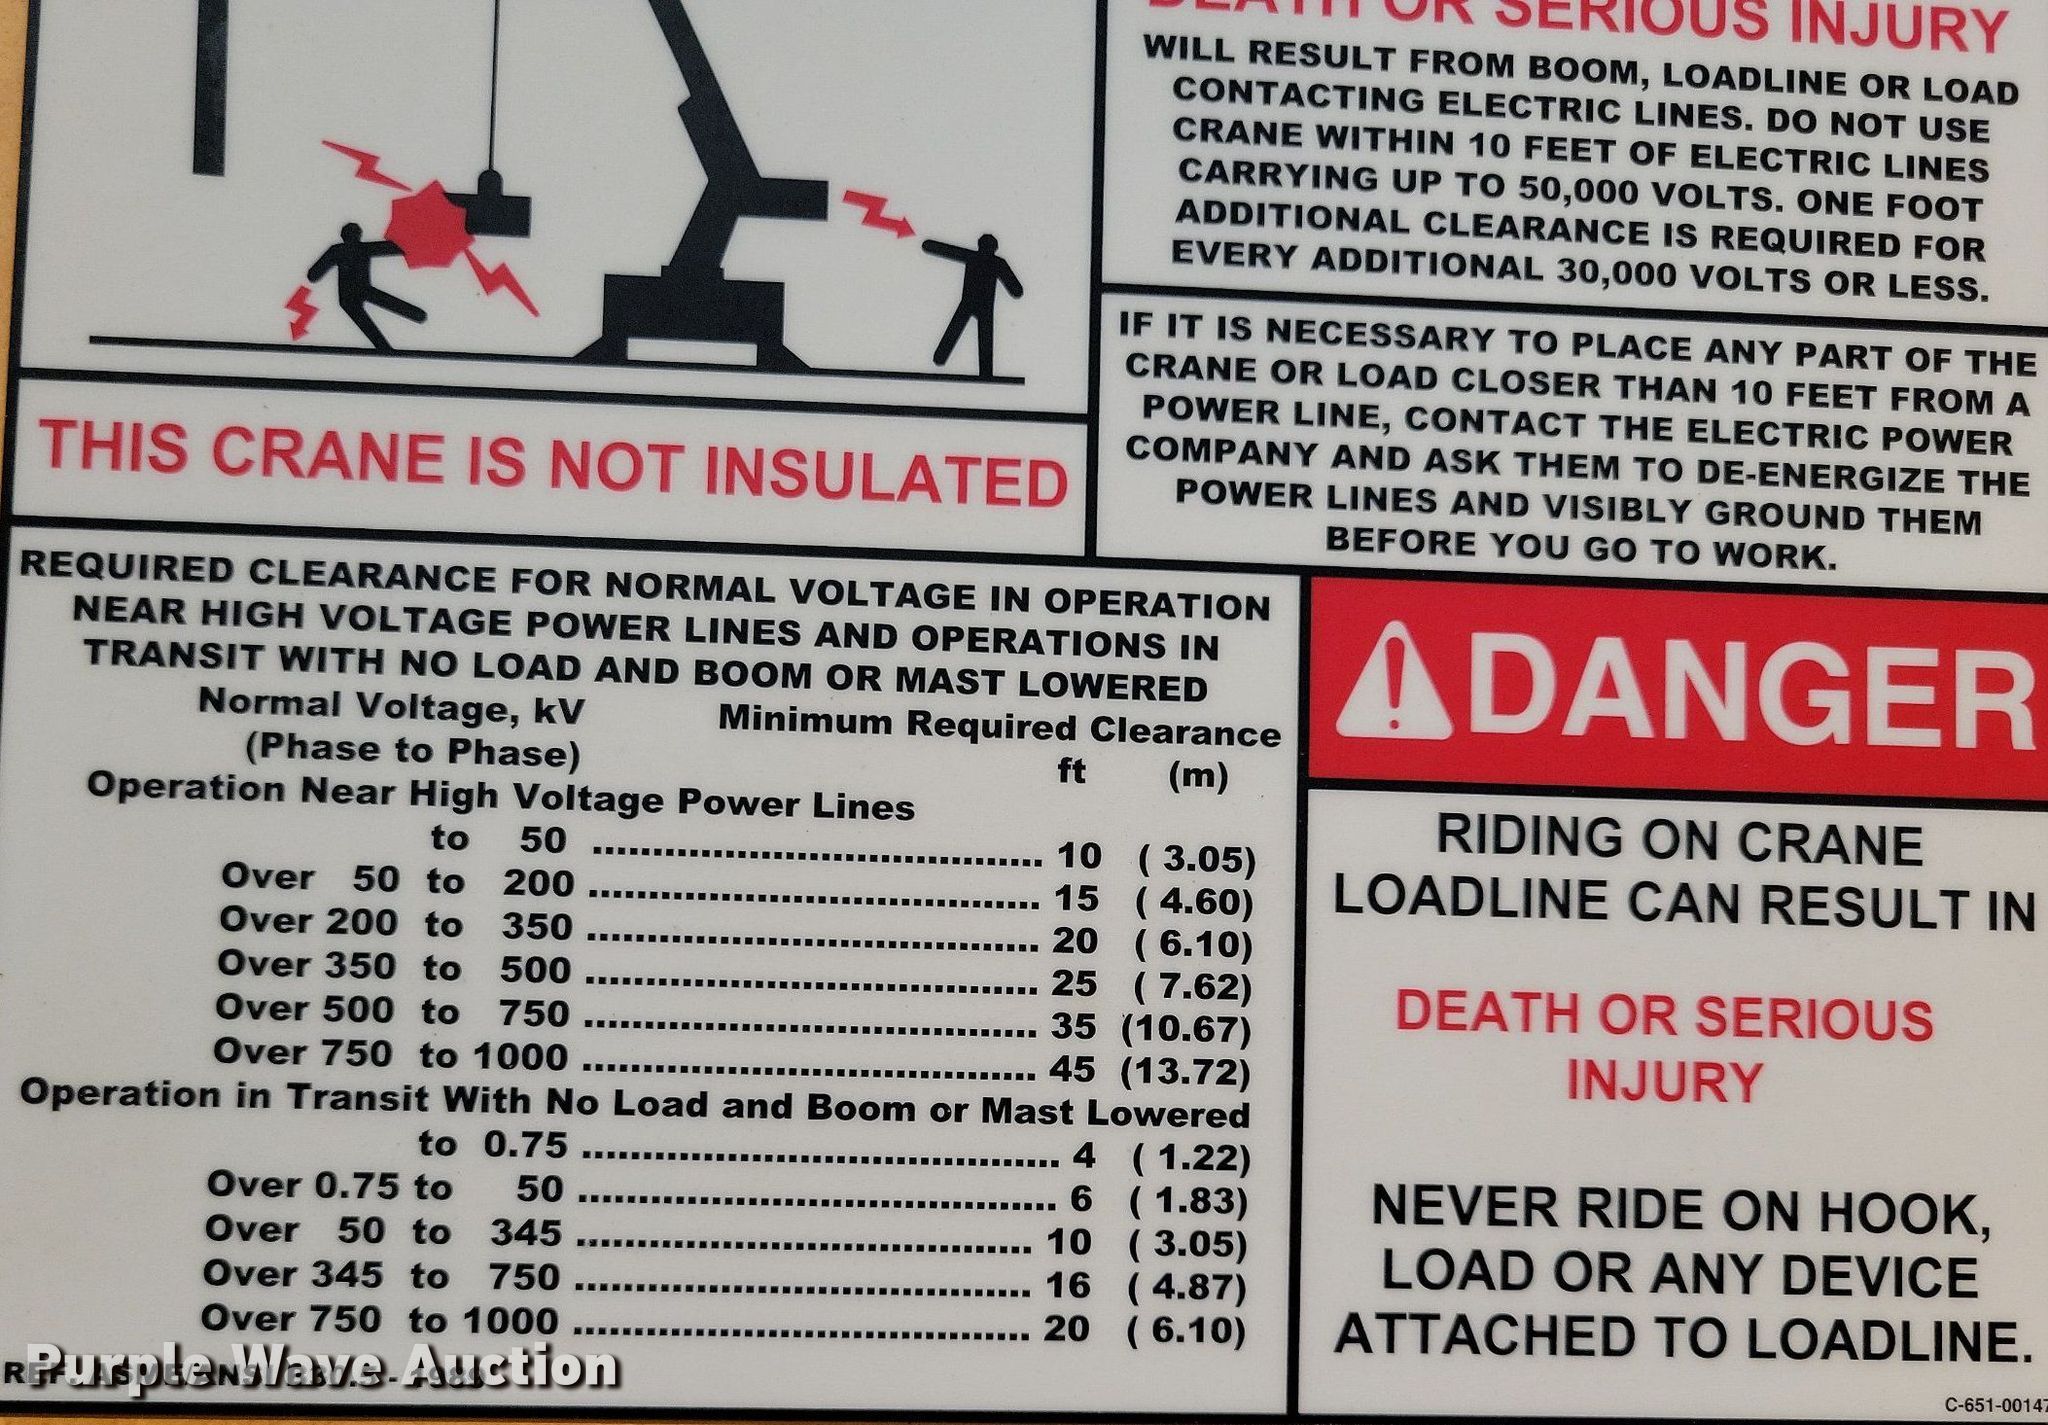 DEATH OR SERIOUS INJURY
WILL RESULT FROM BOOM, LOADLINE OR LOAD
CONTACTING ELECTRIC LINES. DO NOT USE
CRANE WITHIN 10 FEET OF ELECTRIC LINES
CARRYING UP TO 50,000 VOLTS. ONE FOOT
ADDITIONAL CLEARANCE IS REQUIRED FOR
EVERY ADDITIONAL 30,000 VOLTS OR LESS.
IF IT IS NECESSARY TO PLACE ANY PART OF THE
CRANE OR LOAD CLOSER THAN 10 FEET FROM A
POWER LINE, CONTACT THE ELECTRIC POWER
COMPANY AND ASK THEM TO DE-ENERGIZE THE
POWER LINES AND VISIBLY GROUND THEM
BEFORE YOU GO TO WORK.
THIS CRANE IS NOT INSULATED
REQUIRED CLEARANCE FOR NORMAL VOLTAGE IN OPERATION
NEAR HIGH VOLTAGE POWER LINES AND OPERATIONS IN
TRANSIT WITH NO LOAD AND BOOM OR MAST LOWERED
Normal Voltage, kV Minimum Required Clearance
(Phase to Phase) ft (m)
Operation Near High Voltage Power Lines
to 50 ...................................... 10 ( 3.05)
Over 50 to 200 ...................................... 15 ( 4.60)
Over 200 to 350 ...................................... 20 ( 6.10)
Over 350 to 500 ...................................... 25 ( 7.62)
Over 500 to 750 ...................................... 35 (10.67)
Over 750 to 1000 ...................................... 45 (13.72)
Operation in Transit With No Load and Boom or Mast Lowered
to 0.75 ........................................ 4 ( 1.22)
Over 0.75 to 50 ........................................ 6 ( 1.83)
Over 50 to 345 ...................................... 10 ( 3.05)
Over 345 to 750 ...................................... 16 ( 4.87)
Over 750 to 1000 ...................................... 20 ( 6.10)
REF. ASME/ANSI B30.5 - 1989
Purple Wave Auction
DANGER
RIDING ON CRANE
LOADLINE CAN RESULT IN
DEATH OR SERIOUS
INJURY
NEVER RIDE ON HOOK,
LOAD OR ANY DEVICE
ATTACHED TO LOADLINE.
C-651-00147